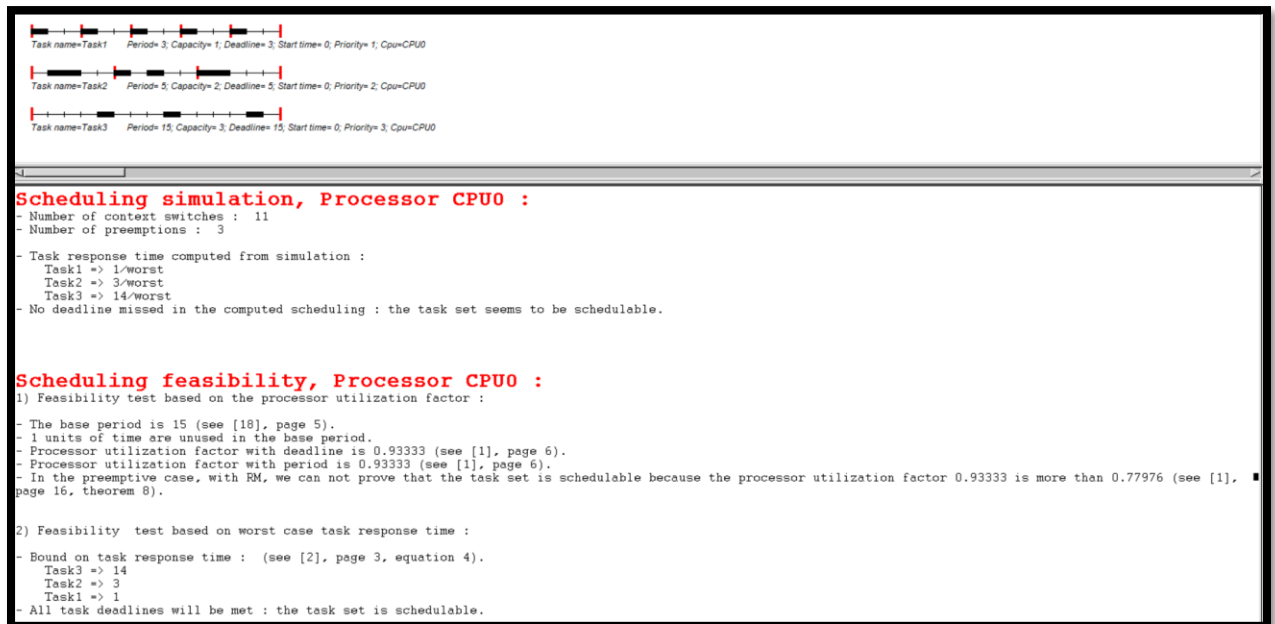 Task name=Task1 Period= 3; Capacity= 1; Deadline= 3; Start time= 0; Priority= 1; Cpu=CPU0
Task name=Task2 Period= 5; Capacity= 2; Deadline= 5; Start time= 0; Priority= 2; Cpu=CPU0
Task name=Task3 Period= 15; Capacity= 3; Deadline= 15; Start time= 0; Priority= 3; Cpu=CPU0
Scheduling simulation, Processor CPU0 :
- Number of context switches : 11
- Number of preemptions : 3
- Task response time computed from simulation :
Task1 => 1/worst
Task2 => 3/worst
Task3 => 14/worst
- No deadline missed in the computed scheduling : the task set seems to be schedulable.
Scheduling feasibility, Processor CPU0 :
1) Feasibility test based on the processor utilization factor :
- The base period is 15 (see [18], page 5).
- 1 units of time are unused in the base period.
- Processor utilization factor with deadline is 0.93333 (see [1], page 6).
- Processor utilization factor with period is 0.93333 (see [1], page 6).
- In the preemptive case, with RM, we can not prove that the task set is schedulable because the processor utilization factor 0.93333 is more than 0.77976 (see [1],
page 16, theorem 8).
2) Feasibility test based on worst case task response time :
- Bound on task response time : (see [2], page 3, equation 4).
Task3 => 14
Task2 => 3
Task1 => 1
- All task deadlines will be met : the task set is schedulable.